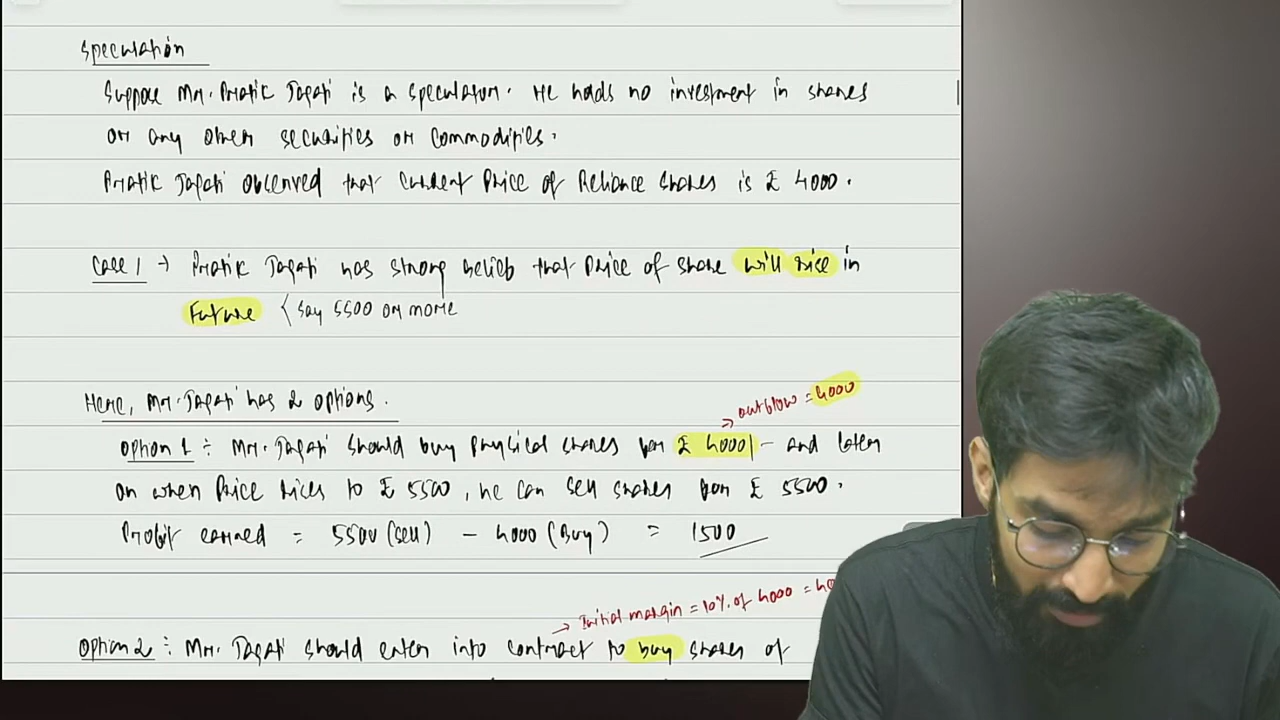 Speculation
Suppose Mr. Pratik Jagati is a speculator. He holds no investment in shares
or any other securities or commodities.
Pratik Jagati observed that current Price of Reliance shares is ₤ 4000.
Case 1 → Pratik Jagati has strong belief that Price of share will rise in
Future (say 5500 or more
Here, Mr. Jagati has 2 options.
→ outflow = 4000
Option 1 ÷ Mr. Jagati should buy physical shares for ₤ 4000/- and later
on when Price rises to ₤ 5500, he can sell shares for ₤ 5500.
Profit earned = 5500 (sell) - 4000 (Buy) = 1500
→ Initial margin = 10% of 4000 =
Option 2 ÷ Mr. Jagati should enter into contract to buy shares of